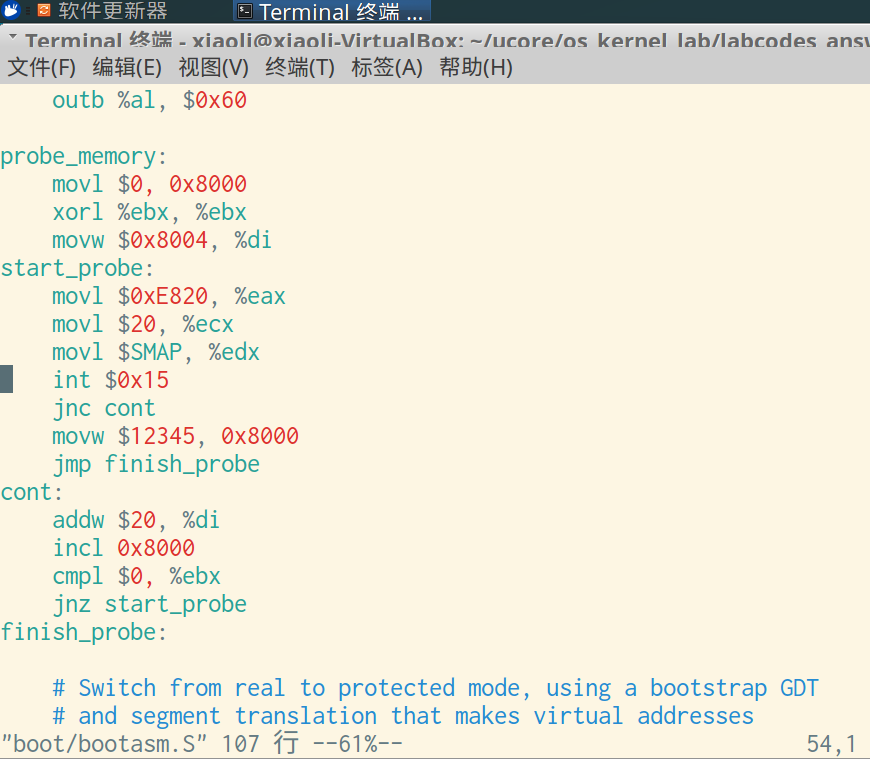 软件更新器 Terminal 终端 ...
Terminal 终端 - xiaoli@xiaoli-VirtualBox: ~/ucore/os_kernel_lab/labcodes_answ
文件(F) 编辑(E) 视图(V) 终端(T) 标签(A) 帮助(H)
outb %al, $0x60
probe_memory:
movl $0, 0x8000
xorl %ebx, %ebx
movw $0x8004, %di
start_probe:
movl $0xE820, %eax
movl $20, %ecx
movl $SMAP, %edx
int $0x15
jnc cont
movw $12345, 0x8000
jmp finish_probe
cont:
addw $20, %di
incl 0x8000
cmpl $0, %ebx
jnz start_probe
finish_probe:
# Switch from real to protected mode, using a bootstrap GDT
# and segment translation that makes virtual addresses
"boot/bootasm.S" 107 行 --61%-- 54,1